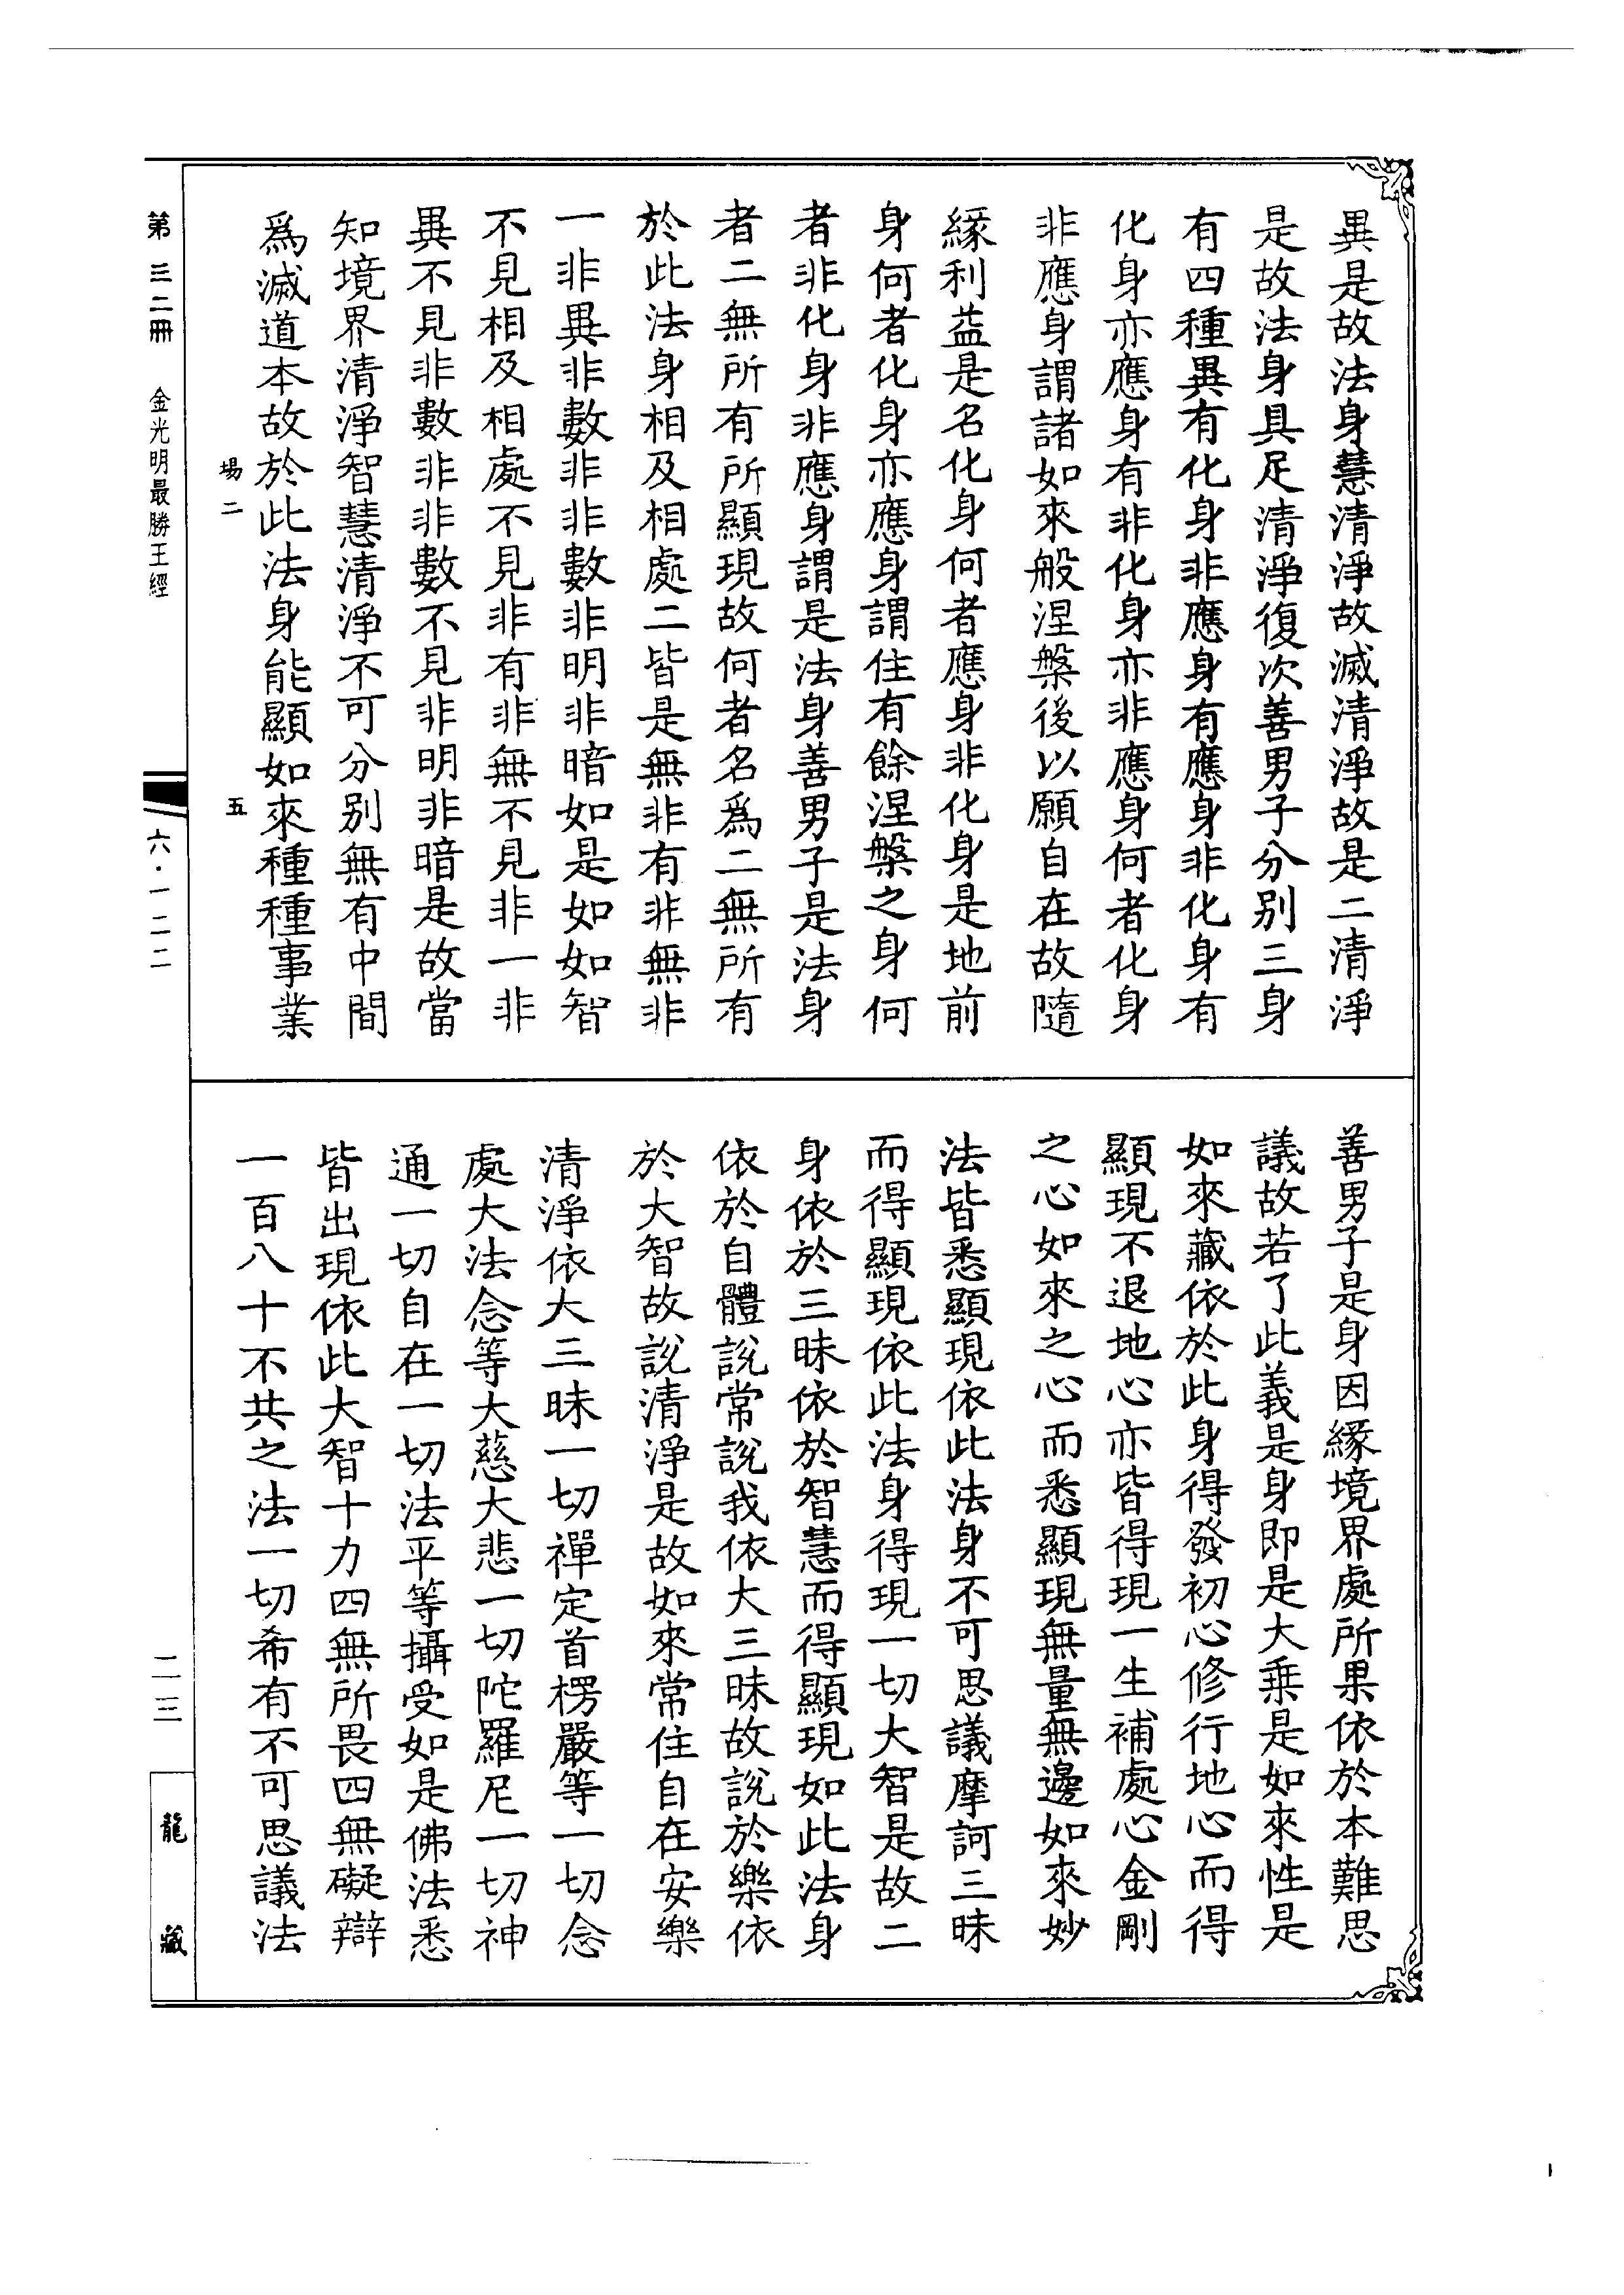 異是故法身慧清淨故滅清淨故是二清淨
是故法身具足清淨復次善男子分別三身
有四種異有化身非應身有應身非化身有
化身亦應身有非化身亦非應身何者化身
非應身謂諸如來般涅槃後以願自在故隨
緣利益是名化身何者應身非化身是地前
身何者化身亦應身謂住有餘涅槃之身何
者非化身非應身謂是法身善男子是法身
者二無所有所顯現故何者名爲二無所有
於此法身相及相處二皆是無非有非無非
一非異非數非非數非明非暗如是如如智
不見相及相處不見非有非無不見非一非
異不見非數非非數不見非明非暗是故當
知境界清淨智慧清淨不可分別無有中間
爲滅道本故於此法身能顯如來種種事業
場二 五
善男子是身因緣境界處所果依於本難思
議故若了此義是身即是大乘是如來性是
如來藏依於此身得發初心修行地心而得
顯現不退地心亦皆得現一生補處心金剛
之心如來之心而悉顯現無量無邊如來妙
法皆悉顯現依此法身不可思議摩訶三昧
而得顯現依此法身得現一切大智是故二
身依於三昧依於智慧而得顯現如此法身
依於自體說常說我依大三昧故說於樂依
於大智故說清淨是故如來常住自在安樂
清淨依大三昧一切禪定首楞嚴等一切念
處大法念等大慈大悲一切陀羅尼一切神
通一切自在一切法平等攝受如是佛法悉
皆出現依此大智十力四無所畏四無礙辯
一百八十不共之法一切希有不可思議法
第三二冊 金光明最勝王經 六·一二二 二三 龍藏